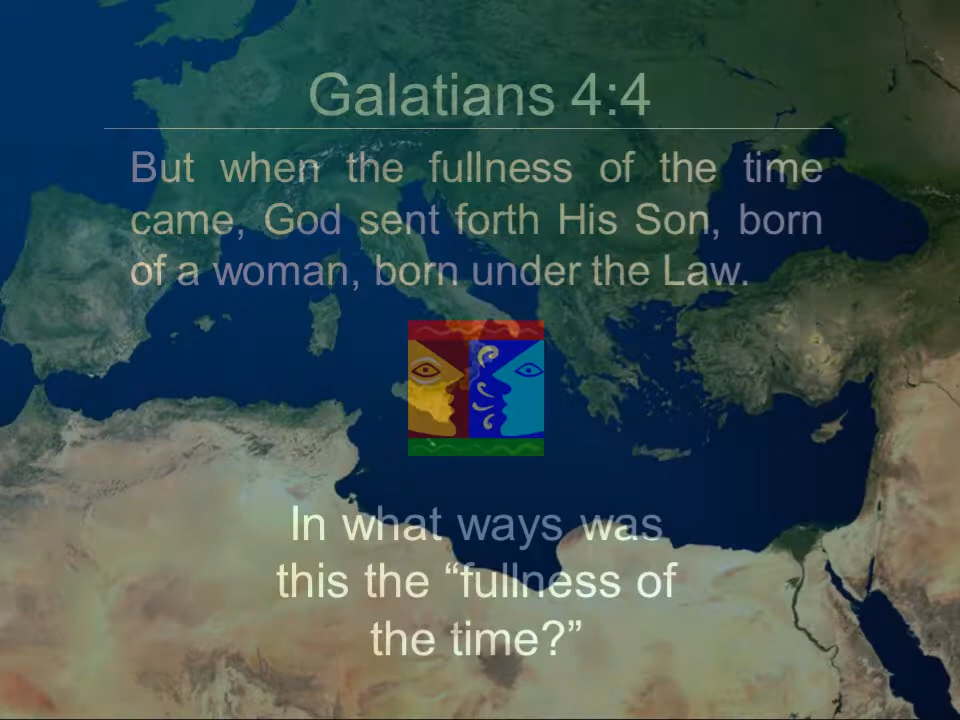 Galatians 4:4
But when the fullness of the time
came, God sent forth His Son, born
of a woman, born under the Law.
In what ways was
this the “fullness of
the time?”